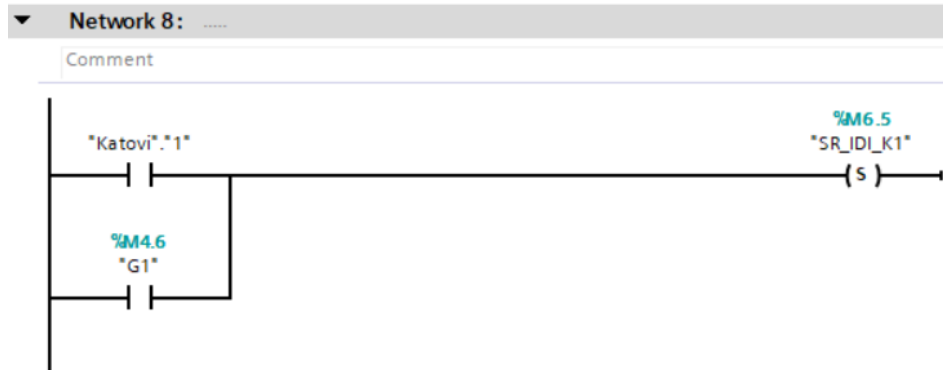 Network 8: .....
Comment
"Katovi"."1"
%M6.5
"SR_IDI_K1"
S
%M4.6
"G1"